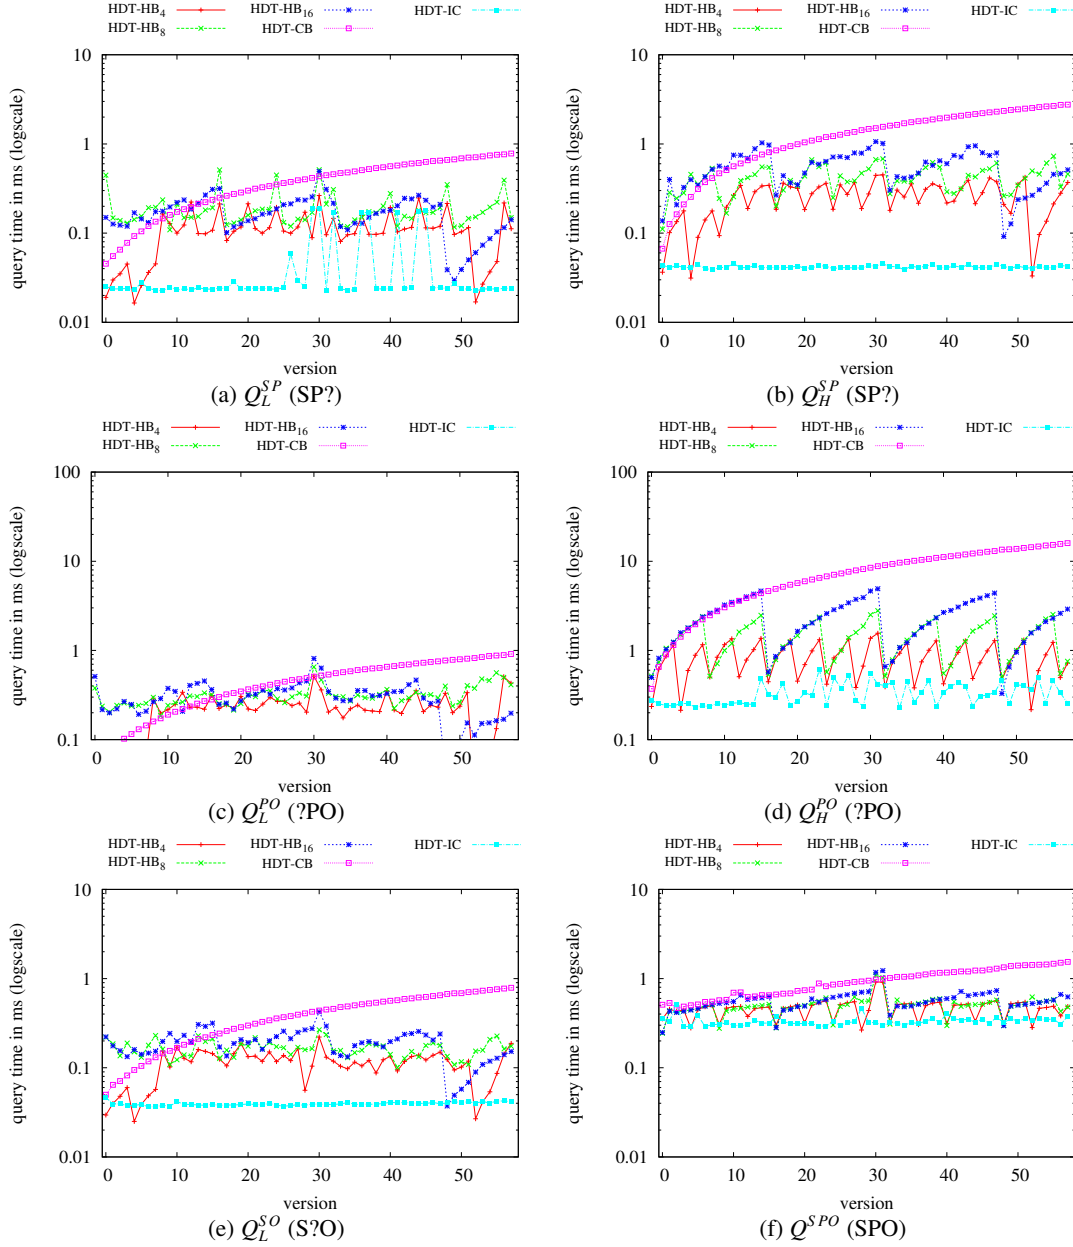 HDT-HB4 HDT-HB16 HDT-IC
HDT-HB8 HDT-CB
query time in ms (logscale)
10
1
0.1
0.01
0 10 20 30 40 50
version
(a) Q_L^SP (SP?)
HDT-HB4 HDT-HB16 HDT-IC
HDT-HB8 HDT-CB
query time in ms (logscale)
10
1
0.1
0.01
0 10 20 30 40 50
version
(b) Q_H^SP (SP?)
HDT-HB4 HDT-HB16 HDT-IC
HDT-HB8 HDT-CB
query time in ms (logscale)
100
10
1
0.1
0 10 20 30 40 50
version
(c) Q_L^PO (?PO)
HDT-HB4 HDT-HB16 HDT-IC
HDT-HB8 HDT-CB
query time in ms (logscale)
100
10
1
0.1
0 10 20 30 40 50
version
(d) Q_H^PO (?PO)
HDT-HB4 HDT-HB16 HDT-IC
HDT-HB8 HDT-CB
query time in ms (logscale)
10
1
0.1
0.01
0 10 20 30 40 50
version
(e) Q_L^SO (S?O)
HDT-HB4 HDT-HB16 HDT-IC
HDT-HB8 HDT-CB
query time in ms (logscale)
10
1
0.1
0.01
0 10 20 30 40 50
version
(f) Q^SPO (SPO)